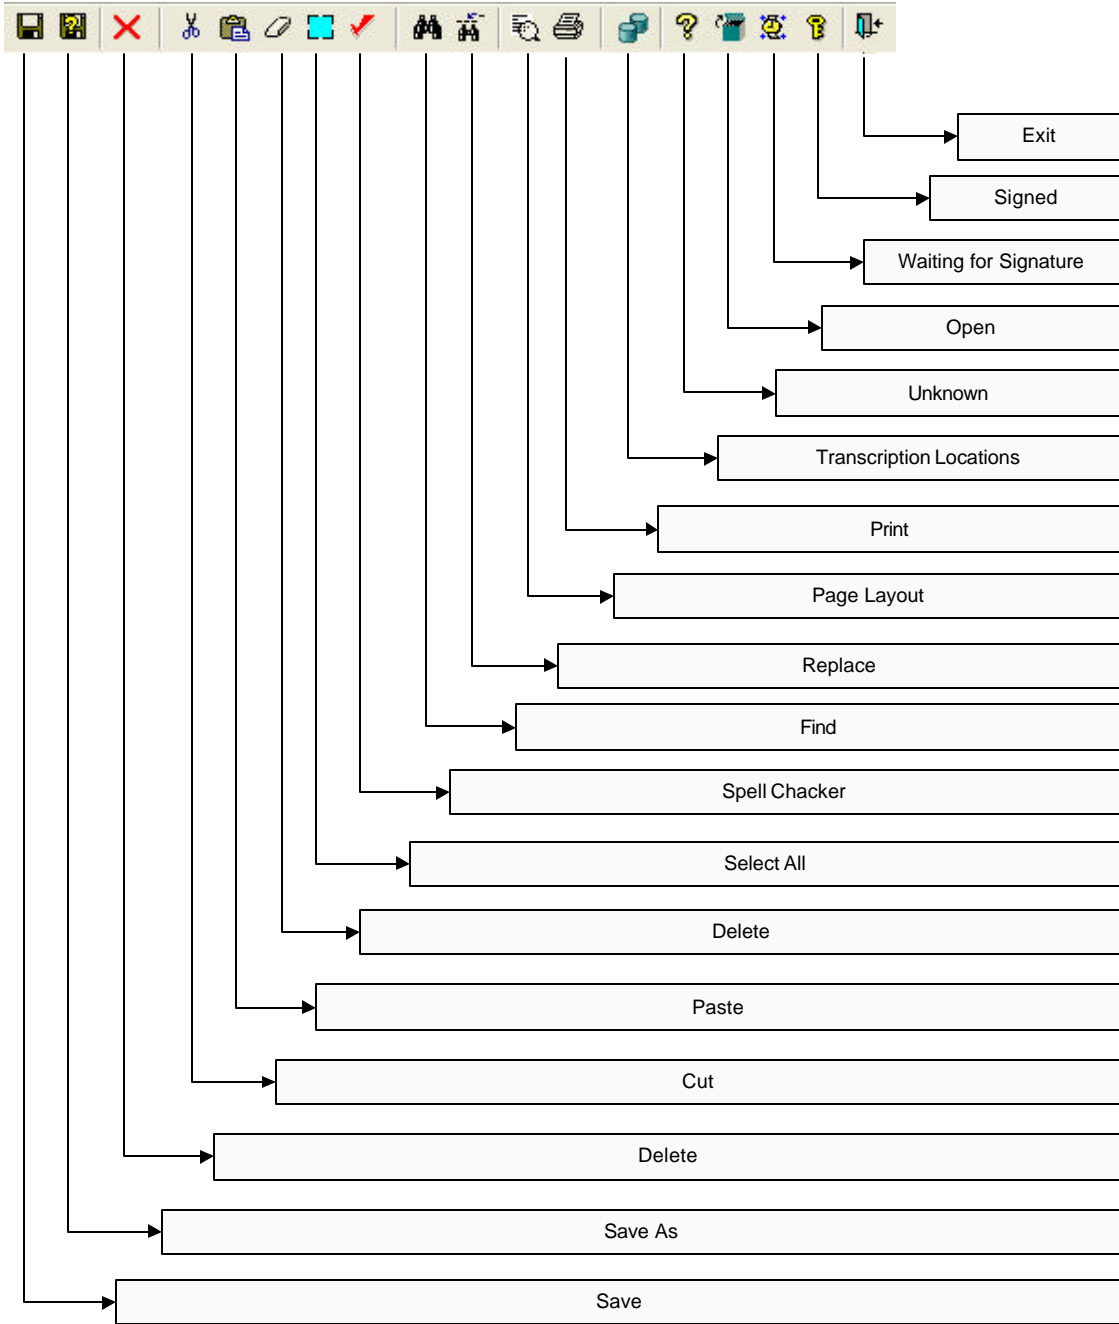 Exit
Signed
Waiting for Signature
Open
Unknown
Transcription Locations
Print
Page Layout
Replace
Find
Spell Chacker
Select All
Delete
Paste
Cut
Delete
Save As
Save